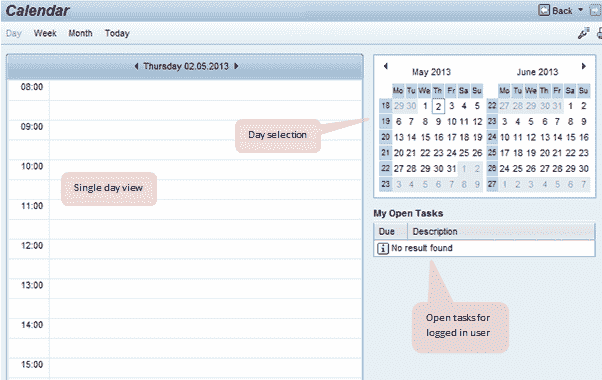 Calendar
Back
Day Week Month Today
Thursday 02.05.2013
08:00
09:00
10:00
11:00
12:00
13:00
14:00
15:00
Single day view
Day selection
May 2013
Mo Tu We Th Fr Sa Su
18 29 30 1 2 3 4 5
19 6 7 8 9 10 11 12
20 13 14 15 16 17 18 19
21 20 21 22 23 24 25 26
22 27 28 29 30 31 1 2
23 3 4 5 6 7 8 9
June 2013
Mo Tu We Th Fr Sa Su
22 27 28 29 30 31 1 2
23 3 4 5 6 7 8 9
24 10 11 12 13 14 15 16
25 17 18 19 20 21 22 23
26 24 25 26 27 28 29 30
27 1 2 3 4 5 6 7
My Open Tasks
Due Description
No result found
Open tasks for
logged in user